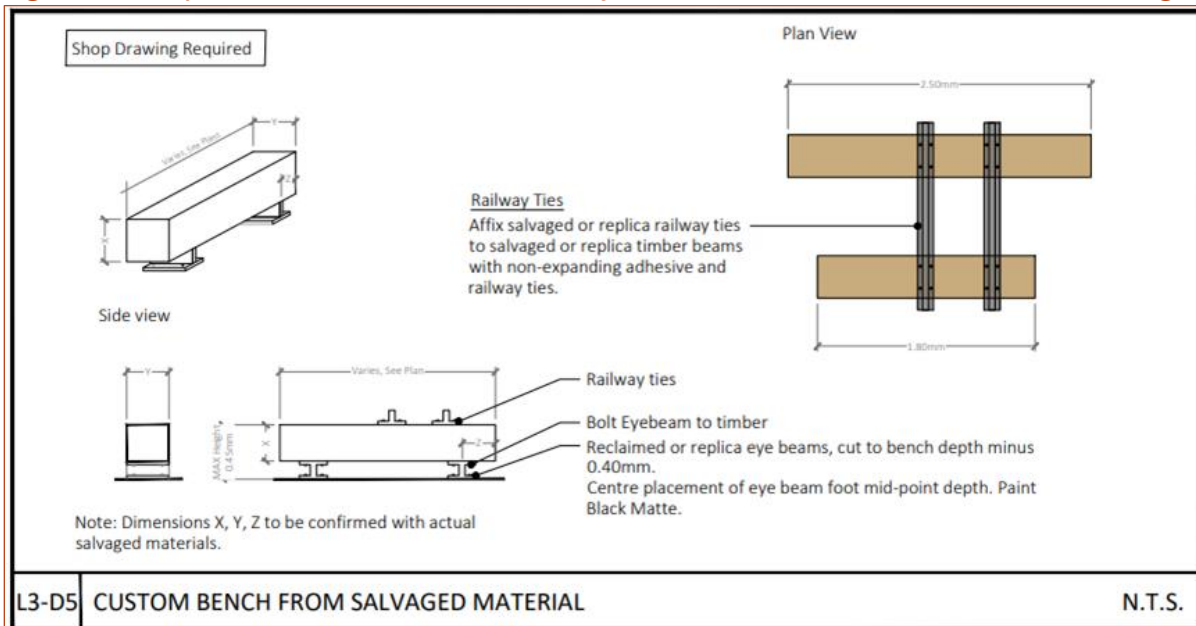 Shop Drawing Required
Plan View
2.50mm
Varies, See Plan
Y
Z
X
Railway Ties
Affix salvaged or replica railway ties
to salvaged or replica timber beams
with non-expanding adhesive and
railway ties.
1.80mm
Side view
Y
Varies, See Plan
Railway ties
MAX Height,
0.45mm
X
Z
Bolt Eyebeam to timber
Reclaimed or replica eye beams, cut to bench depth minus
0.40mm.
Centre placement of eye beam foot mid-point depth. Paint
Black Matte.
Note: Dimensions X, Y, Z to be confirmed with actual
salvaged materials.
L3-D5 CUSTOM BENCH FROM SALVAGED MATERIAL N.T.S.